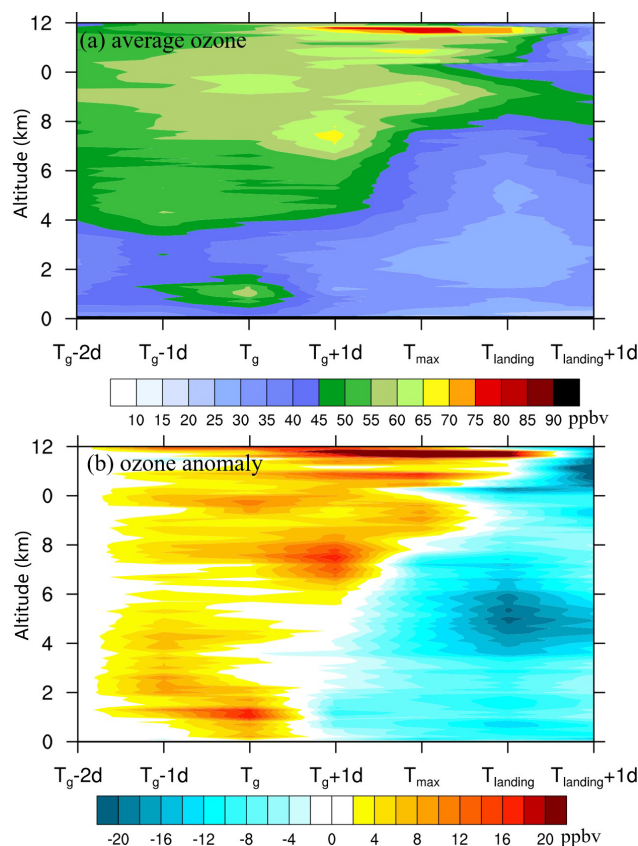 12
(a) average ozone
0
8
6
4
2
0
Altitude (km)
Tg-2d Tg-1d Tg Tg+1d Tmax Tlanding Tlanding+1d
10 15 20 25 30 35 40 45 50 55 60 65 70 75 80 85 90 ppbv
12
(b) ozone anomaly
0
8
6
4
2
0
Altitude (km)
Tg-2d Tg-1d Tg Tg+1d Tmax Tlanding Tlanding+1d
-20 -16 -12 -8 -4 0 4 8 12 16 20 ppbv